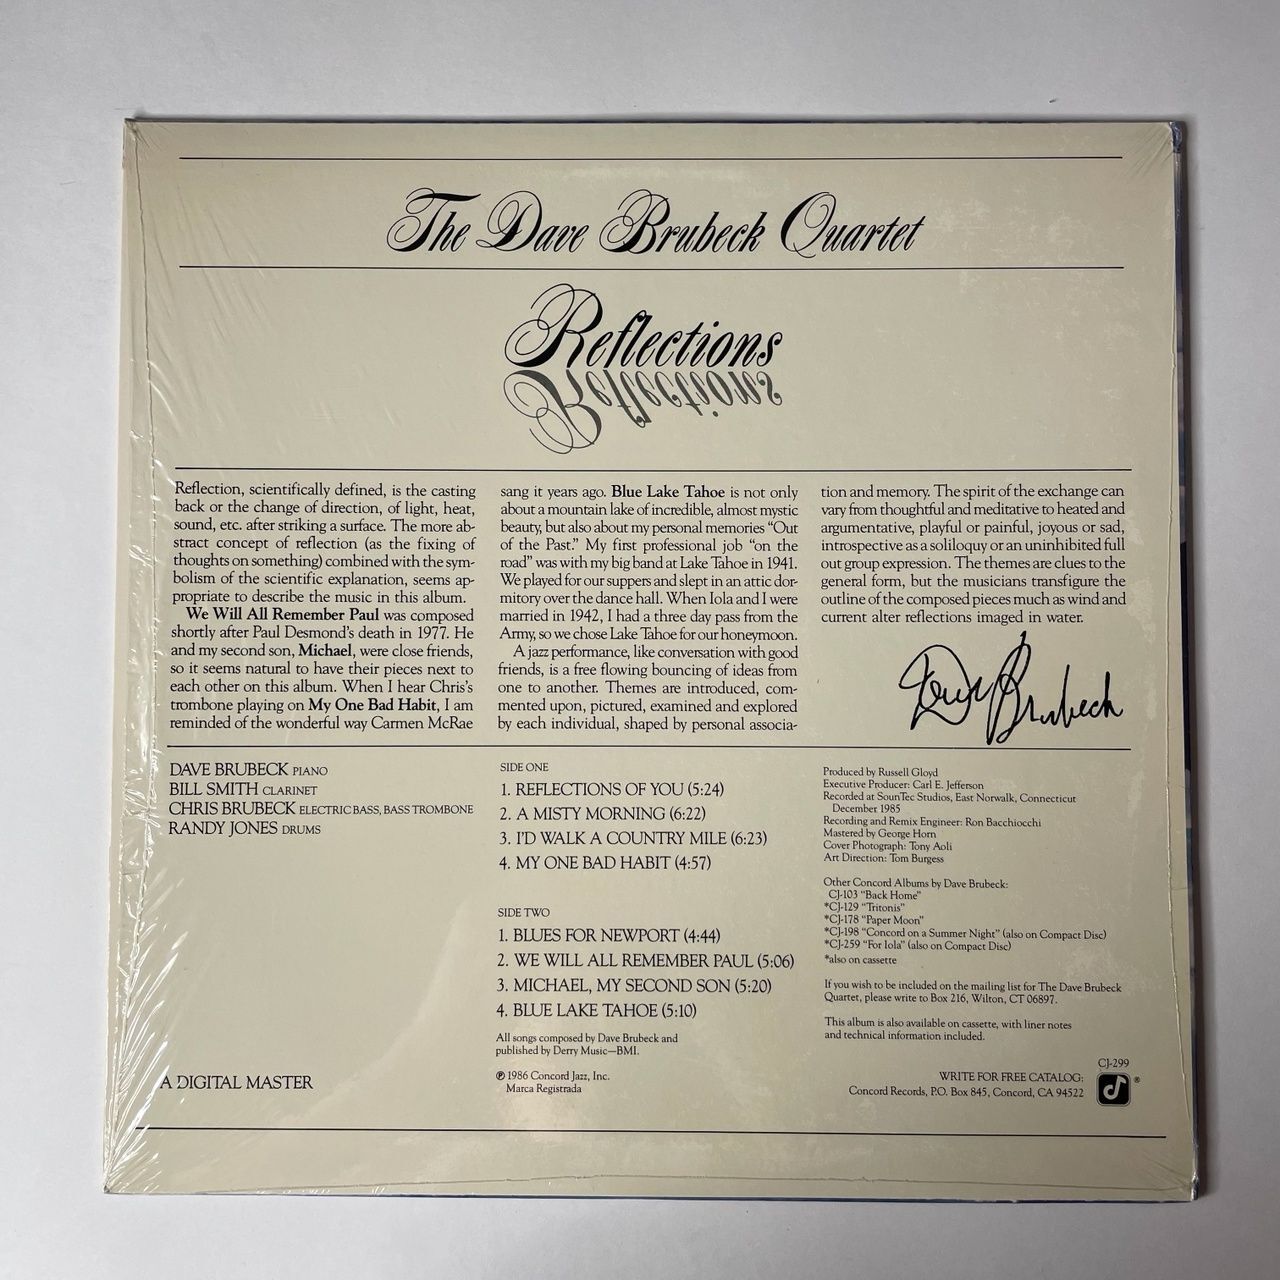 The Dave Brubeck Quartet
Reflections
Reflections
Reflection, scientifically defined, is the casting
back or the change of direction, of light, heat,
sound, etc. after striking a surface. The more ab-
stract concept of reflection (as the fixing of
thoughts on something) combined with the sym-
bolism of the scientific explanation, seems ap-
propriate to describe the music in this album.
We Will All Remember Paul was composed
shortly after Paul Desmond's death in 1977. He
and my second son, Michael, were close friends,
so it seems natural to have their pieces next to
each other on this album. When I hear Chris's
trombone playing on My One Bad Habit, I am
reminded of the wonderful way Carmen McRae
sang it years ago. Blue Lake Tahoe is not only
about a mountain lake of incredible, almost mystic
beauty, but also about my personal memories "Out
of the Past." My first professional job "on the
road" was with my big band at Lake Tahoe in 1941.
We played for our suppers and slept in an attic dor-
mitory over the dance hall. When Iola and I were
married in 1942, I had a three day pass from the
Army, so we chose Lake Tahoe for our honeymoon.
A jazz performance, like conversation with good
friends, is a free flowing bouncing of ideas from
one to another. Themes are introduced, com-
mented upon, pictured, examined and explored
by each individual, shaped by personal associa-
tion and memory. The spirit of the exchange can
vary from thoughtful and meditative to heated and
argumentative, playful or painful, joyous or sad,
introspective as a soliloquy or an uninhibited full
out group expression. The themes are clues to the
general form, but the musicians transfigure the
outline of the composed pieces much as wind and
current alter reflections imaged in water.
Dave Brubeck
DAVE BRUBECK PIANO
BILL SMITH CLARINET
CHRIS BRUBECK ELECTRIC BASS, BASS TROMBONE
RANDY JONES DRUMS
A DIGITAL MASTER
SIDE ONE
1. REFLECTIONS OF YOU (5:24)
2. A MISTY MORNING (6:22)
3. I'D WALK A COUNTRY MILE (6:23)
4. MY ONE BAD HABIT (4:57)
SIDE TWO
1. BLUES FOR NEWPORT (4:44)
2. WE WILL ALL REMEMBER PAUL (5:06)
3. MICHAEL, MY SECOND SON (5:20)
4. BLUE LAKE TAHOE (5:10)
All songs composed by Dave Brubeck and
published by Derry Music—BMI.
℗ 1986 Concord Jazz, Inc.
Marca Registrada
Produced by Russell Gloyd
Executive Producer: Carl E. Jefferson
Recorded at SounTec Studios, East Norwalk, Connecticut
December 1985
Recording and Remix Engineer: Ron Bacchiocchi
Mastered by George Horn
Cover Photograph: Tony Aoli
Art Direction: Tom Burgess
Other Concord Albums by Dave Brubeck:
CJ-103 "Back Home"
*CJ-129 "Tritonis"
*CJ-178 "Paper Moon"
*CJ-198 "Concord on a Summer Night" (also on Compact Disc)
*CJ-259 "For Iola" (also on Compact Disc)
*also on cassette
If you wish to be included on the mailing list for The Dave Brubeck
Quartet, please write to Box 216, Wilton, CT 06897.
This album is also available on cassette, with liner notes
and technical information included.
CJ-299
WRITE FOR FREE CATALOG:
Concord Records, P.O. Box 845, Concord, CA 94522
®